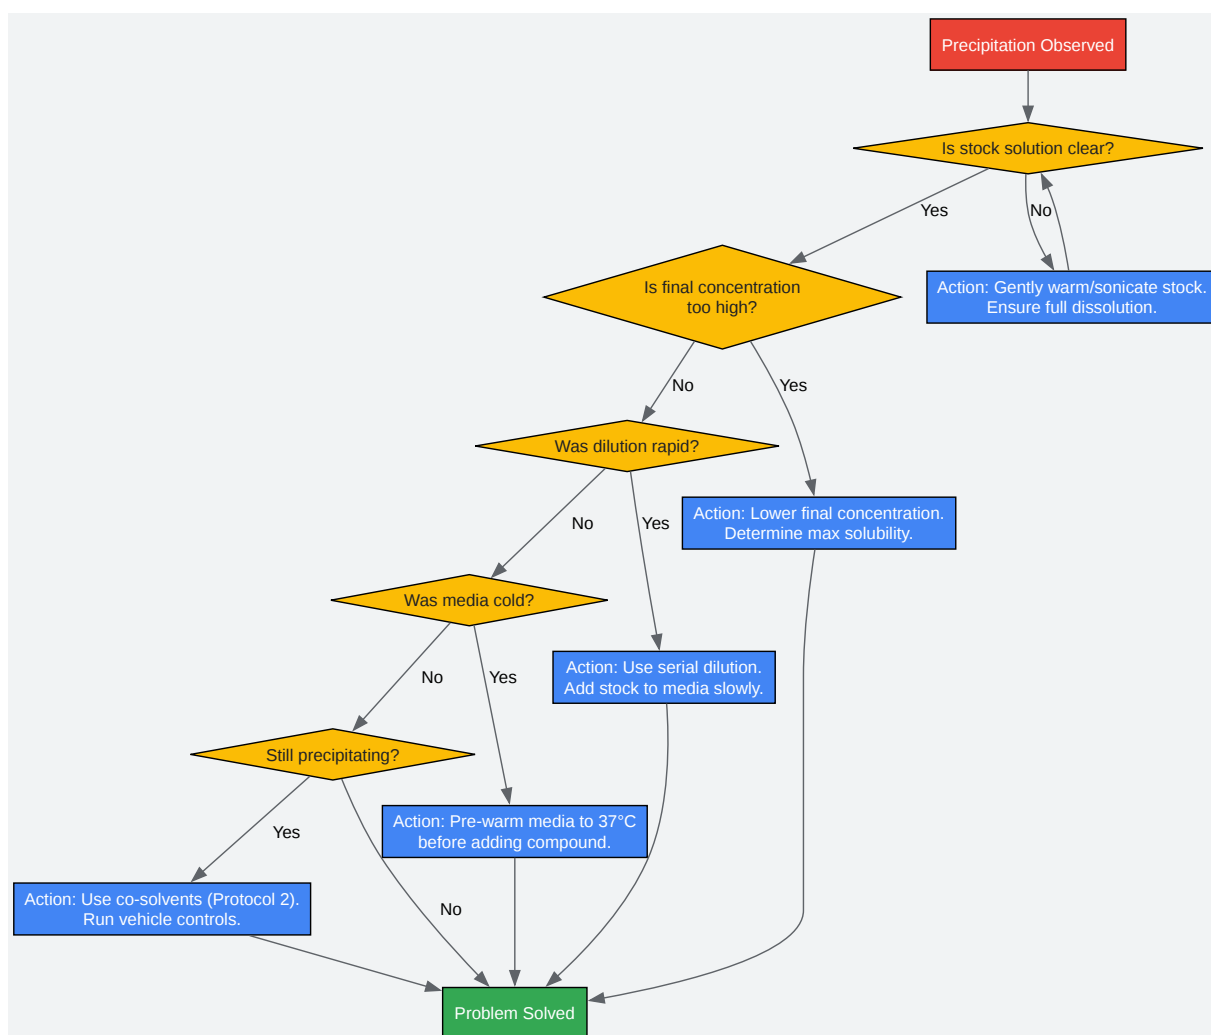 Precipitation Observed
Is stock solution clear?
Yes
No
Is final concentration
too high?
Action: Gently warm/sonicate stock.
Ensure full dissolution.
No
Yes
Was dilution rapid?
Action: Lower final concentration.
Determine max solubility.
No
Yes
Was media cold?
Action: Use serial dilution.
Add stock to media slowly.
No
Yes
Still precipitating?
Action: Pre-warm media to 37°C
before adding compound.
Yes
Action: Use co-solvents (Protocol 2).
Run vehicle controls.
No
Problem Solved